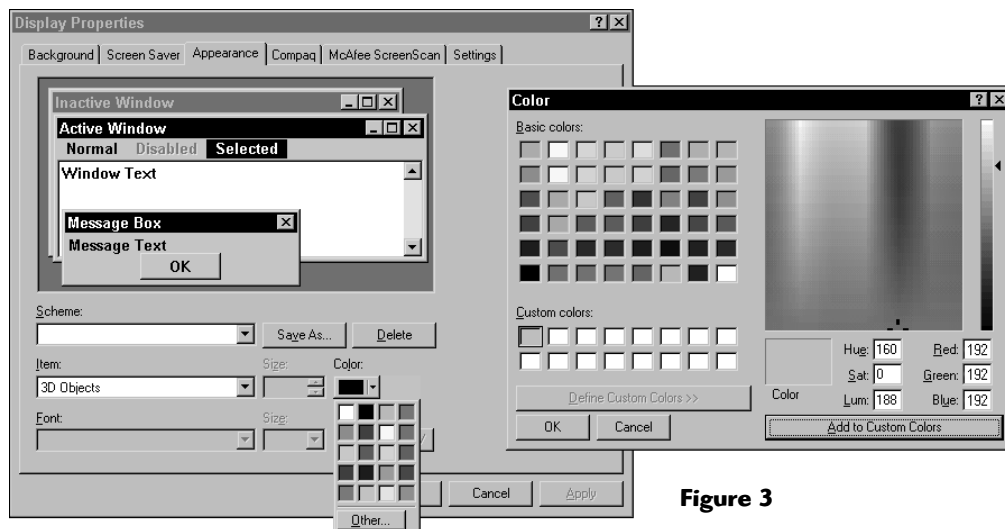 Display Properties
Background Screen Saver Appearance Compaq McAfee ScreenScan Settings
Inactive Window
Active Window
Normal Disabled Selected
Window Text
Message Box
Message Text
OK
Scheme:
Save As... Delete
Item: Size: Color:
3D Objects
Font: Size:
Other...
Cancel Apply
Color
Basic colors:
Custom colors:
Define Custom Colors >>
OK Cancel
Color
Hue: 160 Red: 192
Sat: 0 Green: 192
Lum: 188 Blue: 192
Add to Custom Colors
Figure 3